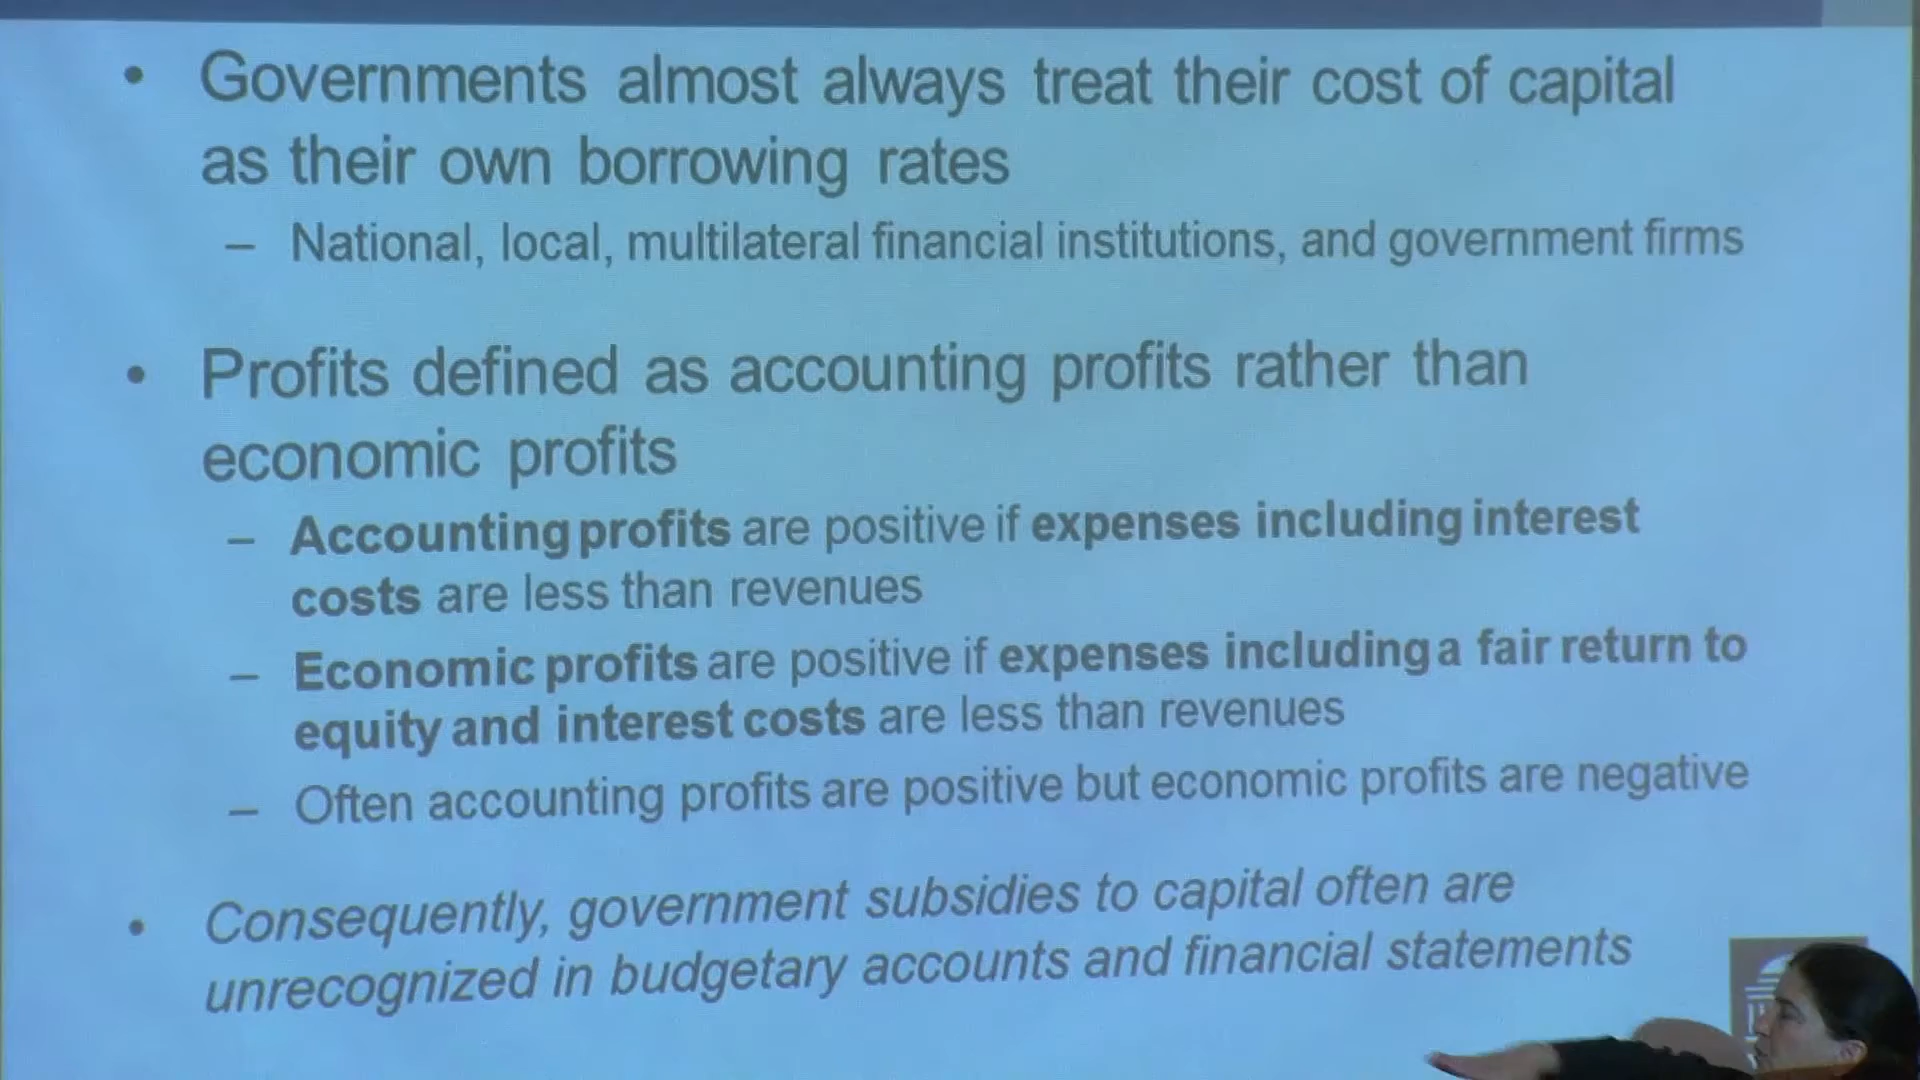 • Governments almost always treat their cost of capital
as their own borrowing rates
– National, local, multilateral financial institutions, and government firms
• Profits defined as accounting profits rather than
economic profits
– Accounting profits are positive if expenses including interest
costs are less than revenues
– Economic profits are positive if expenses including a fair return to
equity and interest costs are less than revenues
– Often accounting profits are positive but economic profits are negative
• Consequently, government subsidies to capital often are
unrecognized in budgetary accounts and financial statements